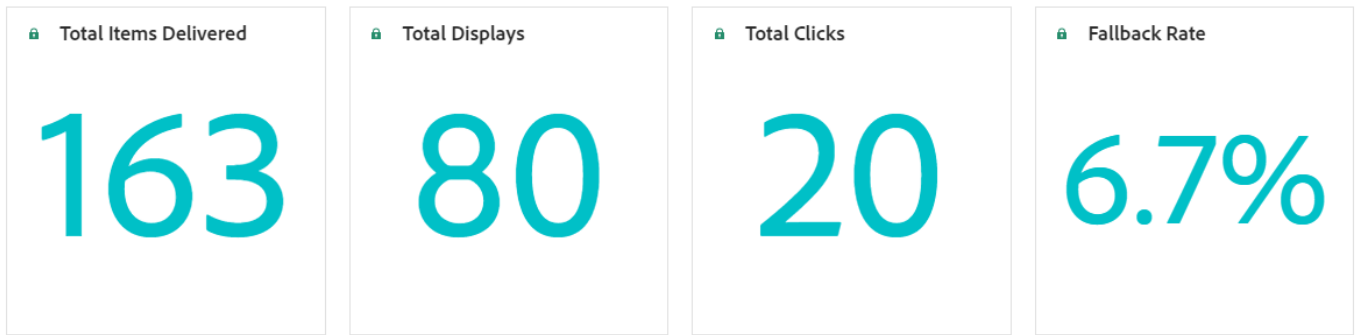 Total Items Delivered
163
Total Displays
80
Total Clicks
20
Fallback Rate
6.7%